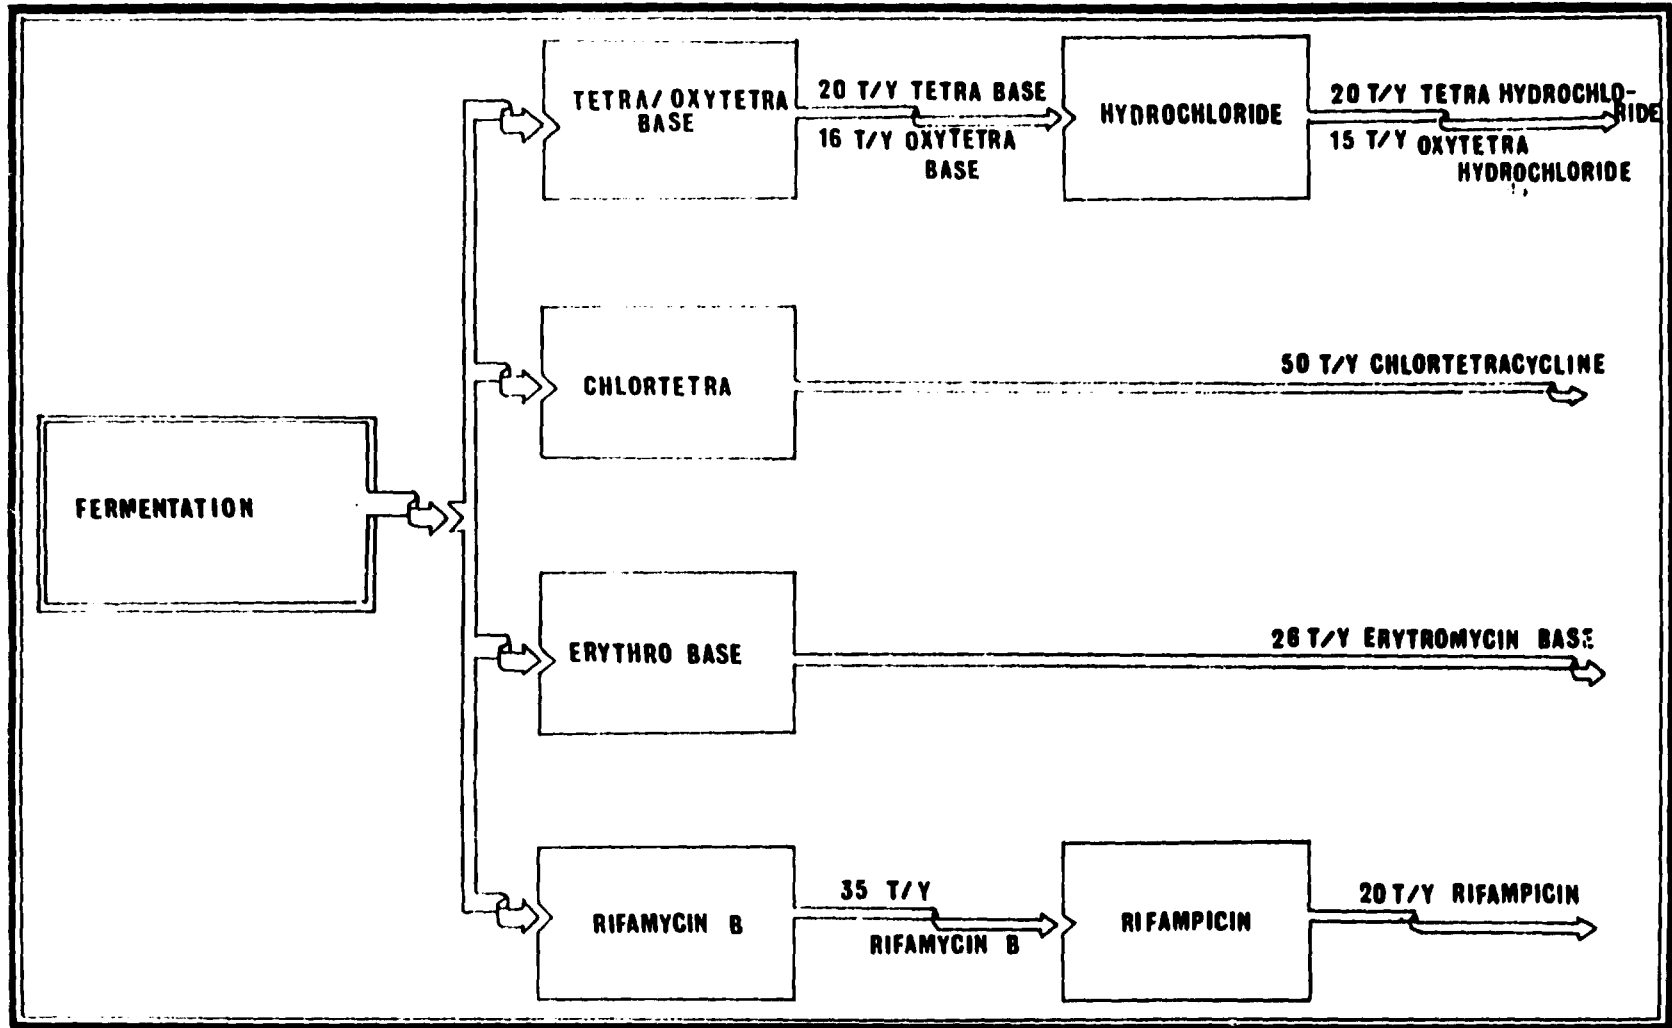 TETRA/OXYTETRA
BASE
20 T/Y TETRA BASE
16 T/Y OXYTETRA
BASE
HYDROCHLORIDE
20 T/Y TETRA HYDROCHLO-
RIDE
15 T/Y OXYTETRA
HYDROCHLORIDE
CHLORTETRA
50 T/Y CHLORTETRACYCLINE
FERMENTATION
ERYTHRO BASE
26 T/Y ERYTROMYCIN BASE
RIFAMYCIN B
35 T/Y
RIFAMYCIN B
RIFAMPICIN
20 T/Y RIFAMPICIN